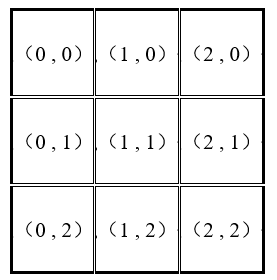 (0 , 0) (1 , 0) (2 , 0)
(0 , 1) (1 , 1) (2 , 1)
(0 , 2) (1 , 2) (2 , 2)